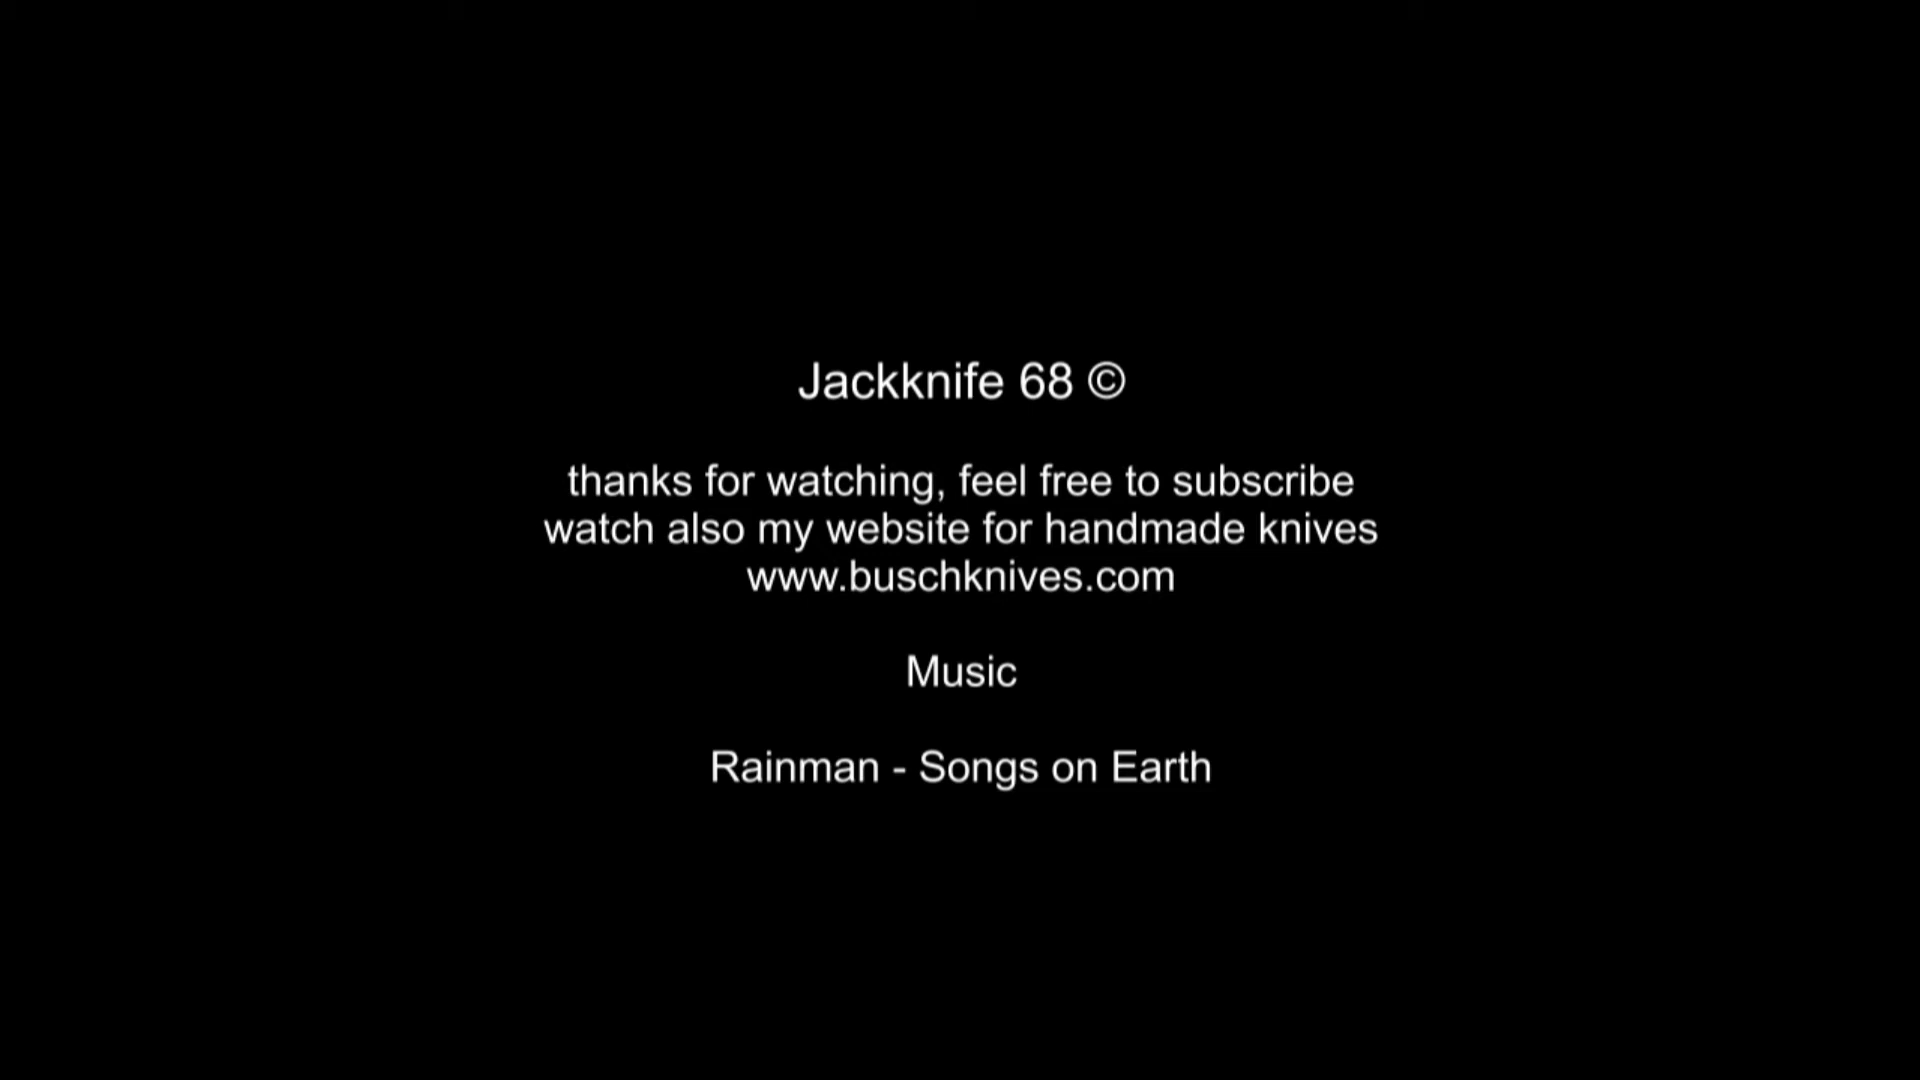 Jackknife 68 ©
thanks for watching, feel free to subscribe
watch also my website for handmade knives
www.buschknives.com
Music
Rainman - Songs on Earth